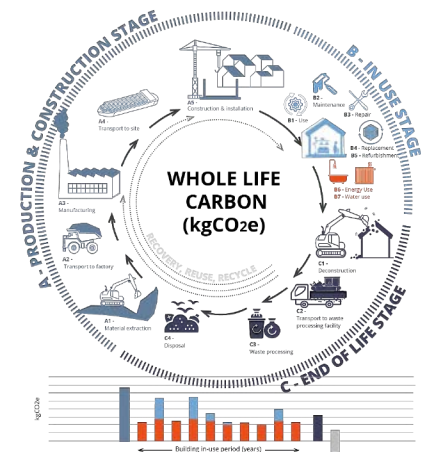 A - PRODUCTION & CONSTRUCTION STAGE
B - IN USE STAGE
C - END OF LIFE STAGE
WHOLE LIFE
CARBON
(kgCO2e)
RECOVERY, REUSE, RECYCLE
A5 -
Construction & Installation
A4 -
Transport to site
A3 -
Manufacturing
A2 -
Transport to factory
A1 -
Material extraction
B1 - Use
B2 -
Maintenance
B3 - Repair
B4 - Replacement
B5 - Refurbishment
B6 - Energy Use
B7 - Water use
C1 -
Deconstruction
C2 -
Transport to waste
processing facility
C3 -
Waste processing
C4 -
Disposal
kgCO2e
Building in-use period (years)